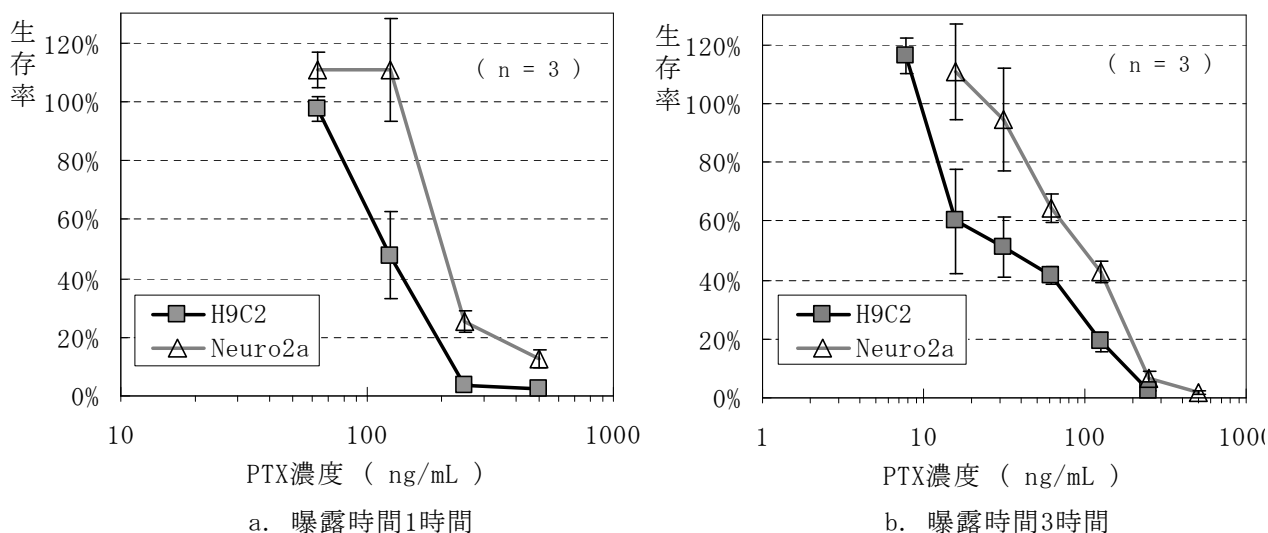 生存率
120%
100%
80%
60%
40%
20%
0%
( n = 3 )
H9C2
Neuro2a
10
100
1000
PTX濃度 ( ng/mL )
a. 曝露時間1時間
生存率
120%
100%
80%
60%
40%
20%
0%
( n = 3 )
H9C2
Neuro2a
1
10
100
1000
PTX濃度 ( ng/mL )
b. 曝露時間3時間